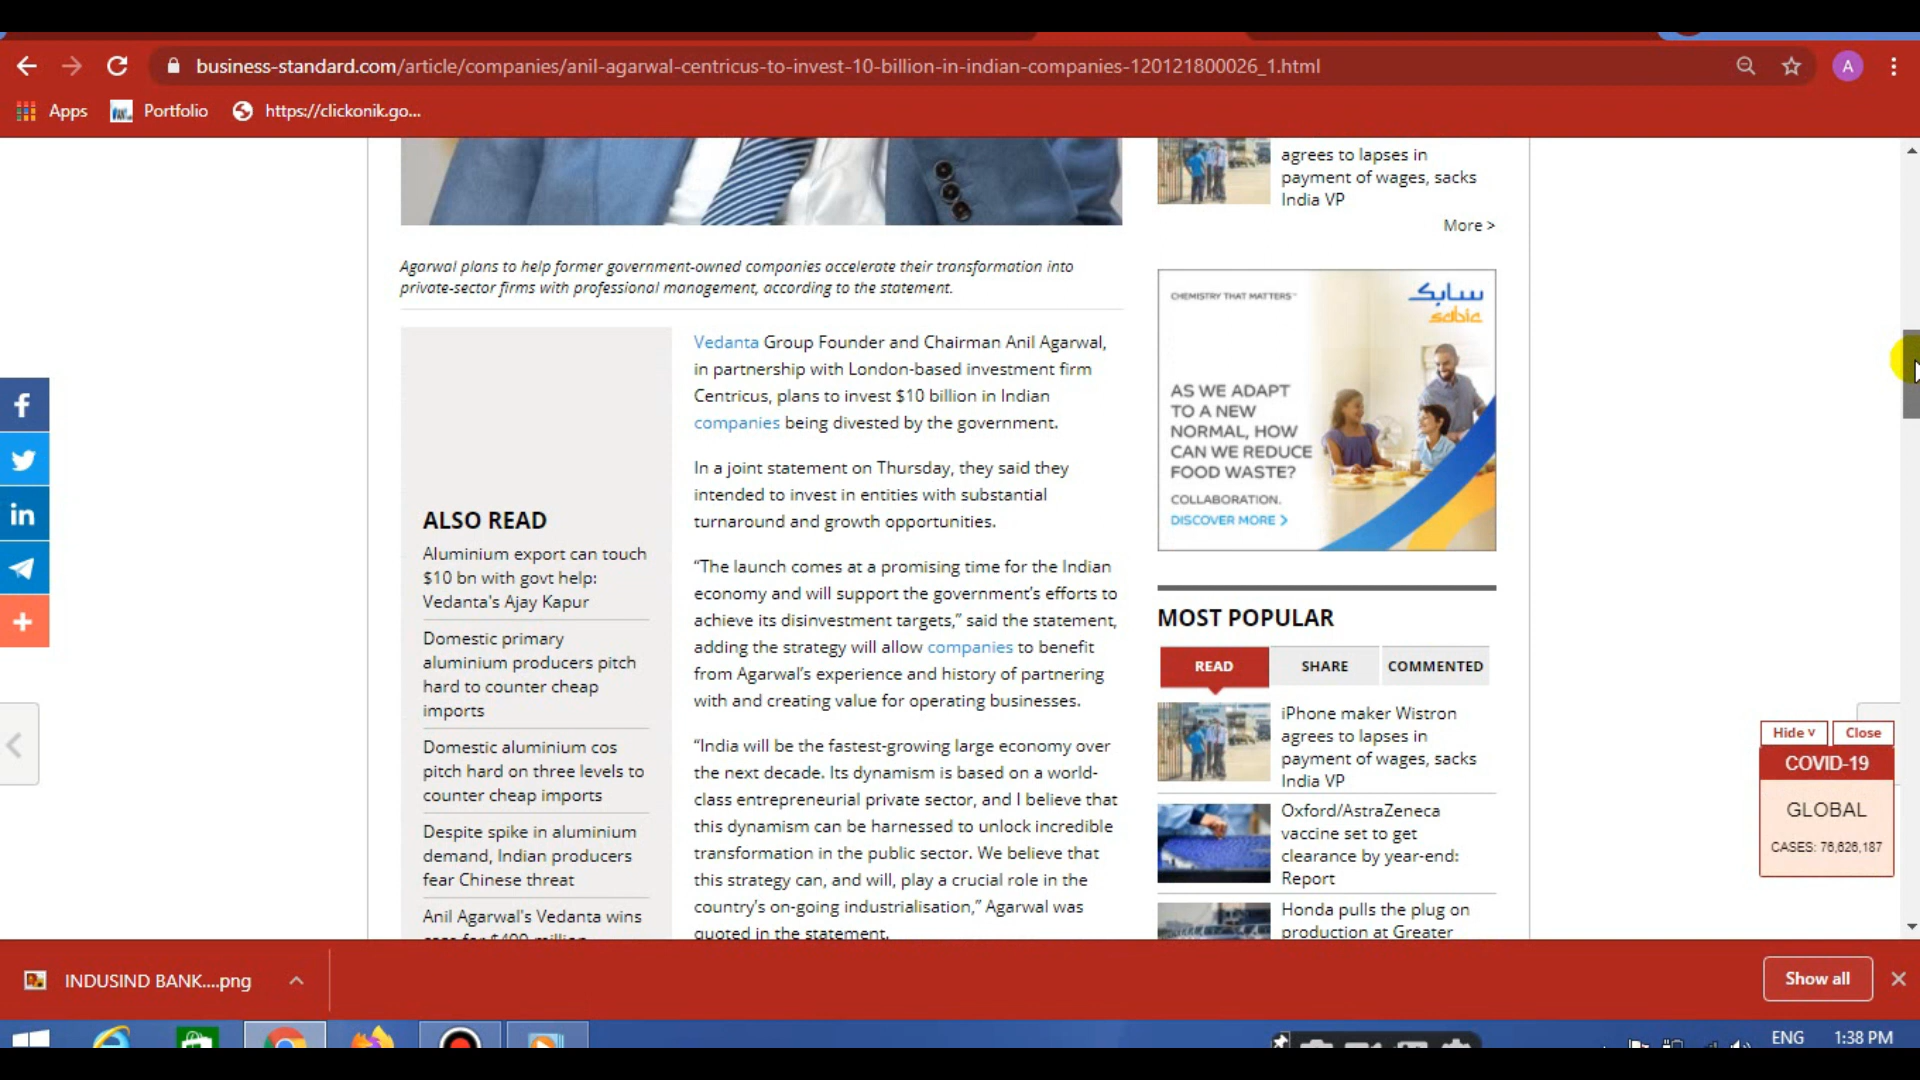 business-standard.com/article/companies/anil-agarwal-centricus-to-invest-10-billion-in-indian-companies-120121800026_1.html
A
Apps
Portfolio
https://clickonik.go...
agrees to lapses in
payment of wages, sacks
India VP
More >
Agarwal plans to help former government-owned companies accelerate their transformation into
private-sector firms with professional management, according to the statement.
ALSO READ
Aluminium export can touch
$10 bn with govt help:
Vedanta's Ajay Kapur
Domestic primary
aluminium producers pitch
hard to counter cheap
imports
Domestic aluminium cos
pitch hard on three levels to
counter cheap imports
Despite spike in aluminium
demand, Indian producers
fear Chinese threat
Anil Agarwal's Vedanta wins
Vedanta Group Founder and Chairman Anil Agarwal,
in partnership with London-based investment firm
Centricus, plans to invest $10 billion in Indian
companies being divested by the government.
In a joint statement on Thursday, they said they
intended to invest in entities with substantial
turnaround and growth opportunities.
“The launch comes at a promising time for the Indian
economy and will support the government’s efforts to
achieve its disinvestment targets,” said the statement,
adding the strategy will allow companies to benefit
from Agarwal’s experience and history of partnering
with and creating value for operating businesses.
“India will be the fastest-growing large economy over
the next decade. Its dynamism is based on a world-
class entrepreneurial private sector, and I believe that
this dynamism can be harnessed to unlock incredible
transformation in the public sector. We believe that
this strategy can, and will, play a crucial role in the
country’s on-going industrialisation,” Agarwal was
quoted in the statement.
CHEMISTRY THAT MATTERS™
سابك
sabic
AS WE ADAPT
TO A NEW
NORMAL, HOW
CAN WE REDUCE
FOOD WASTE?
COLLABORATION.
DISCOVER MORE >
MOST POPULAR
READ
SHARE
COMMENTED
iPhone maker Wistron
agrees to lapses in
payment of wages, sacks
India VP
Oxford/AstraZeneca
vaccine set to get
clearance by year-end:
Report
Honda pulls the plug on
production at Greater
Hide v
Close
COVID-19
GLOBAL
CASES: 76,626,187
INDUSIND BANK....png
Show all
ENG
1:38 PM